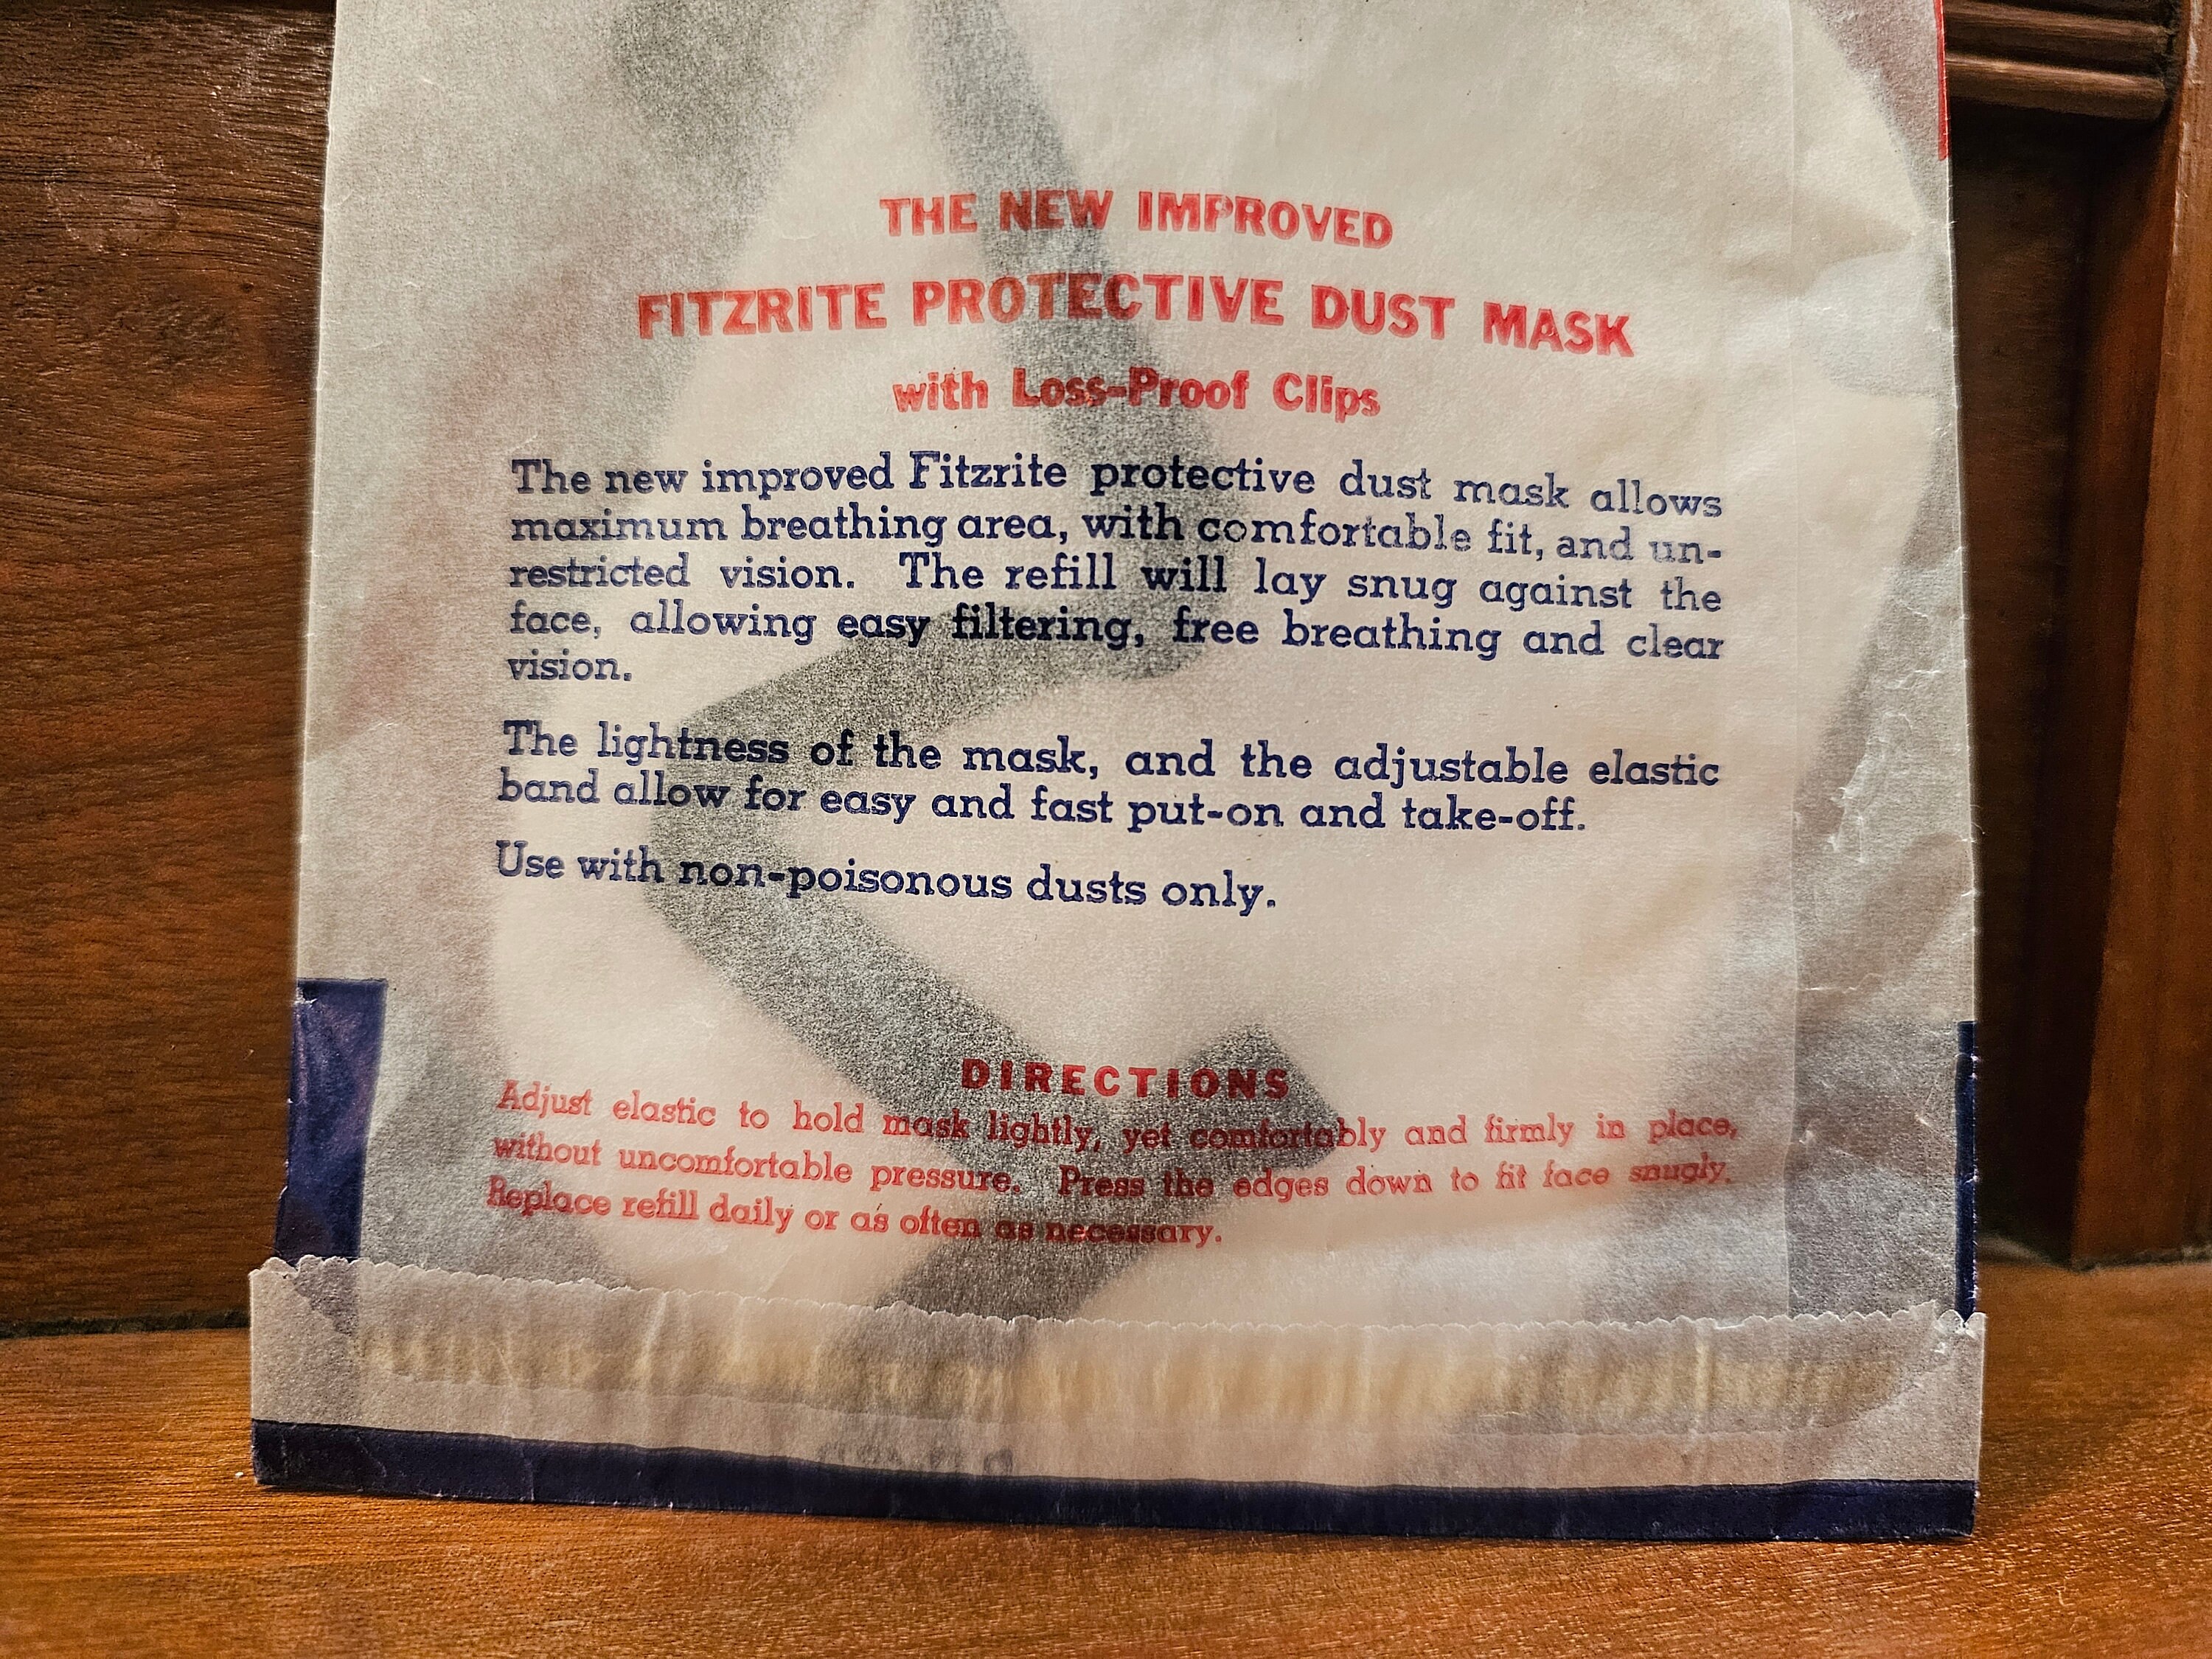 THE NEW IMPROVED
FITZRITE PROTECTIVE DUST MASK
with Loss-Proof Clips
The new improved Fitzrite protective dust mask allows
maximum breathing area, with comfortable fit, and un-
restricted vision. The refill will lay snug against the
face, allowing easy filtering, free breathing and clear
vision.
The lightness of the mask, and the adjustable elastic
band allow for easy and fast put-on and take-off.
Use with non-poisonous dusts only.
DIRECTIONS
Adjust elastic to hold mask lightly, yet comfortably and firmly in place,
without uncomfortable pressure. Press the edges down to fit face snugly.
Replace refill daily or as often as necessary.